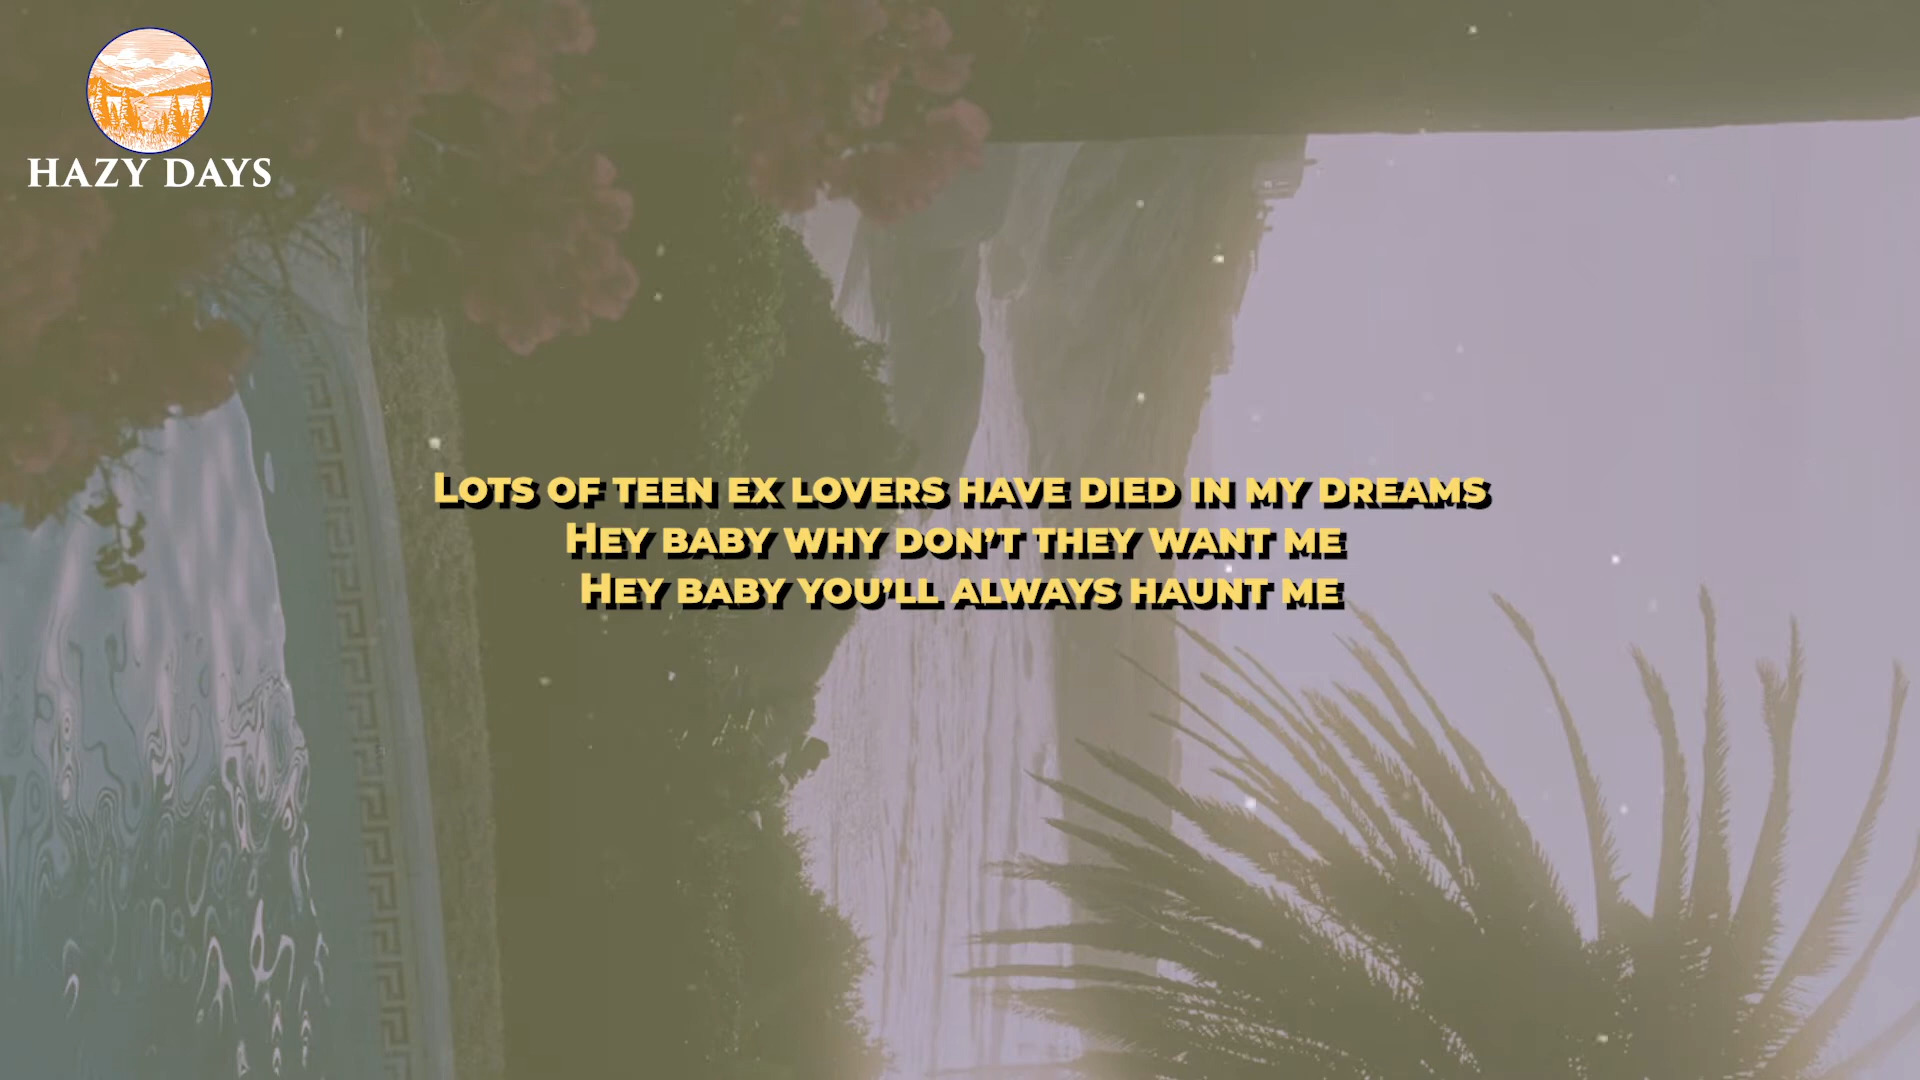 HAZY DAYS
Lots of teen ex lovers have died in my dreams
Hey baby why don't they want me
Hey baby you'll always haunt me